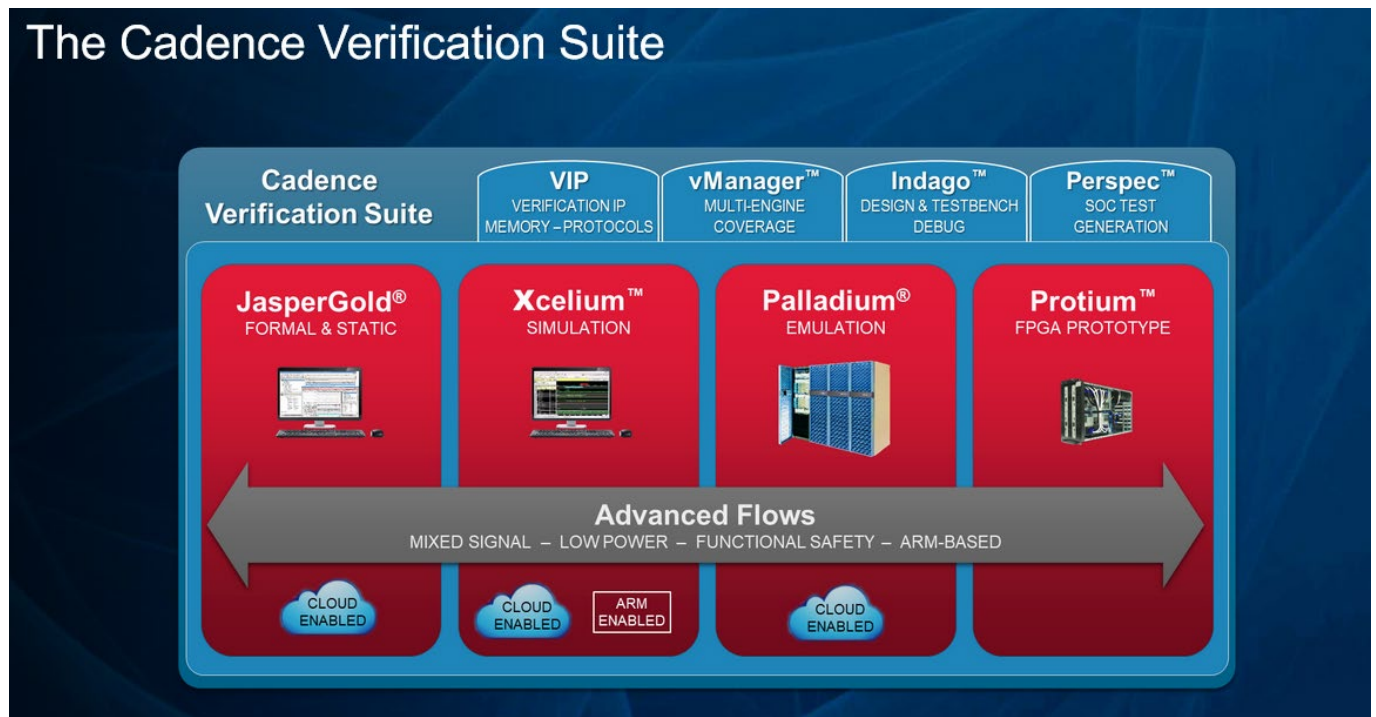 The Cadence Verification Suite
Cadence
Verification Suite
VIP
VERIFICATION IP
MEMORY – PROTOCOLS
vManager™
MULTI-ENGINE
COVERAGE
Indago™
DESIGN & TESTBENCH
DEBUG
Perspec™
SOC TEST
GENERATION
JasperGold®
FORMAL & STATIC
Xcelium™
SIMULATION
Palladium®
EMULATION
Protium™
FPGA PROTOTYPE
Advanced Flows
MIXED SIGNAL – LOW POWER – FUNCTIONAL SAFETY – ARM-BASED
CLOUD
ENABLED
CLOUD
ENABLED
ARM
ENABLED
CLOUD
ENABLED